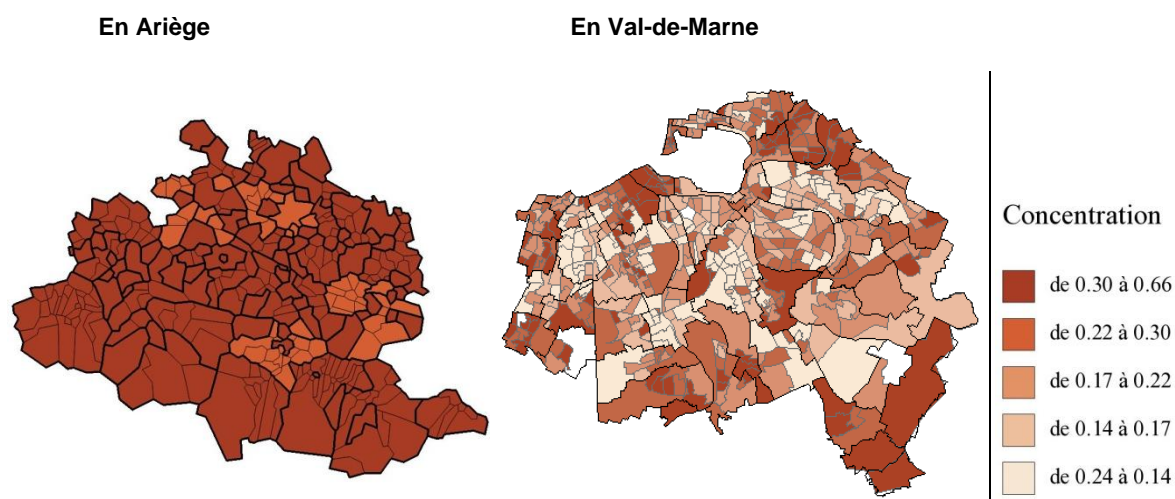 En Ariège
En Val-de-Marne
Concentration
de 0.30 à 0.66
de 0.22 à 0.30
de 0.17 à 0.22
de 0.14 à 0.17
de 0.24 à 0.14